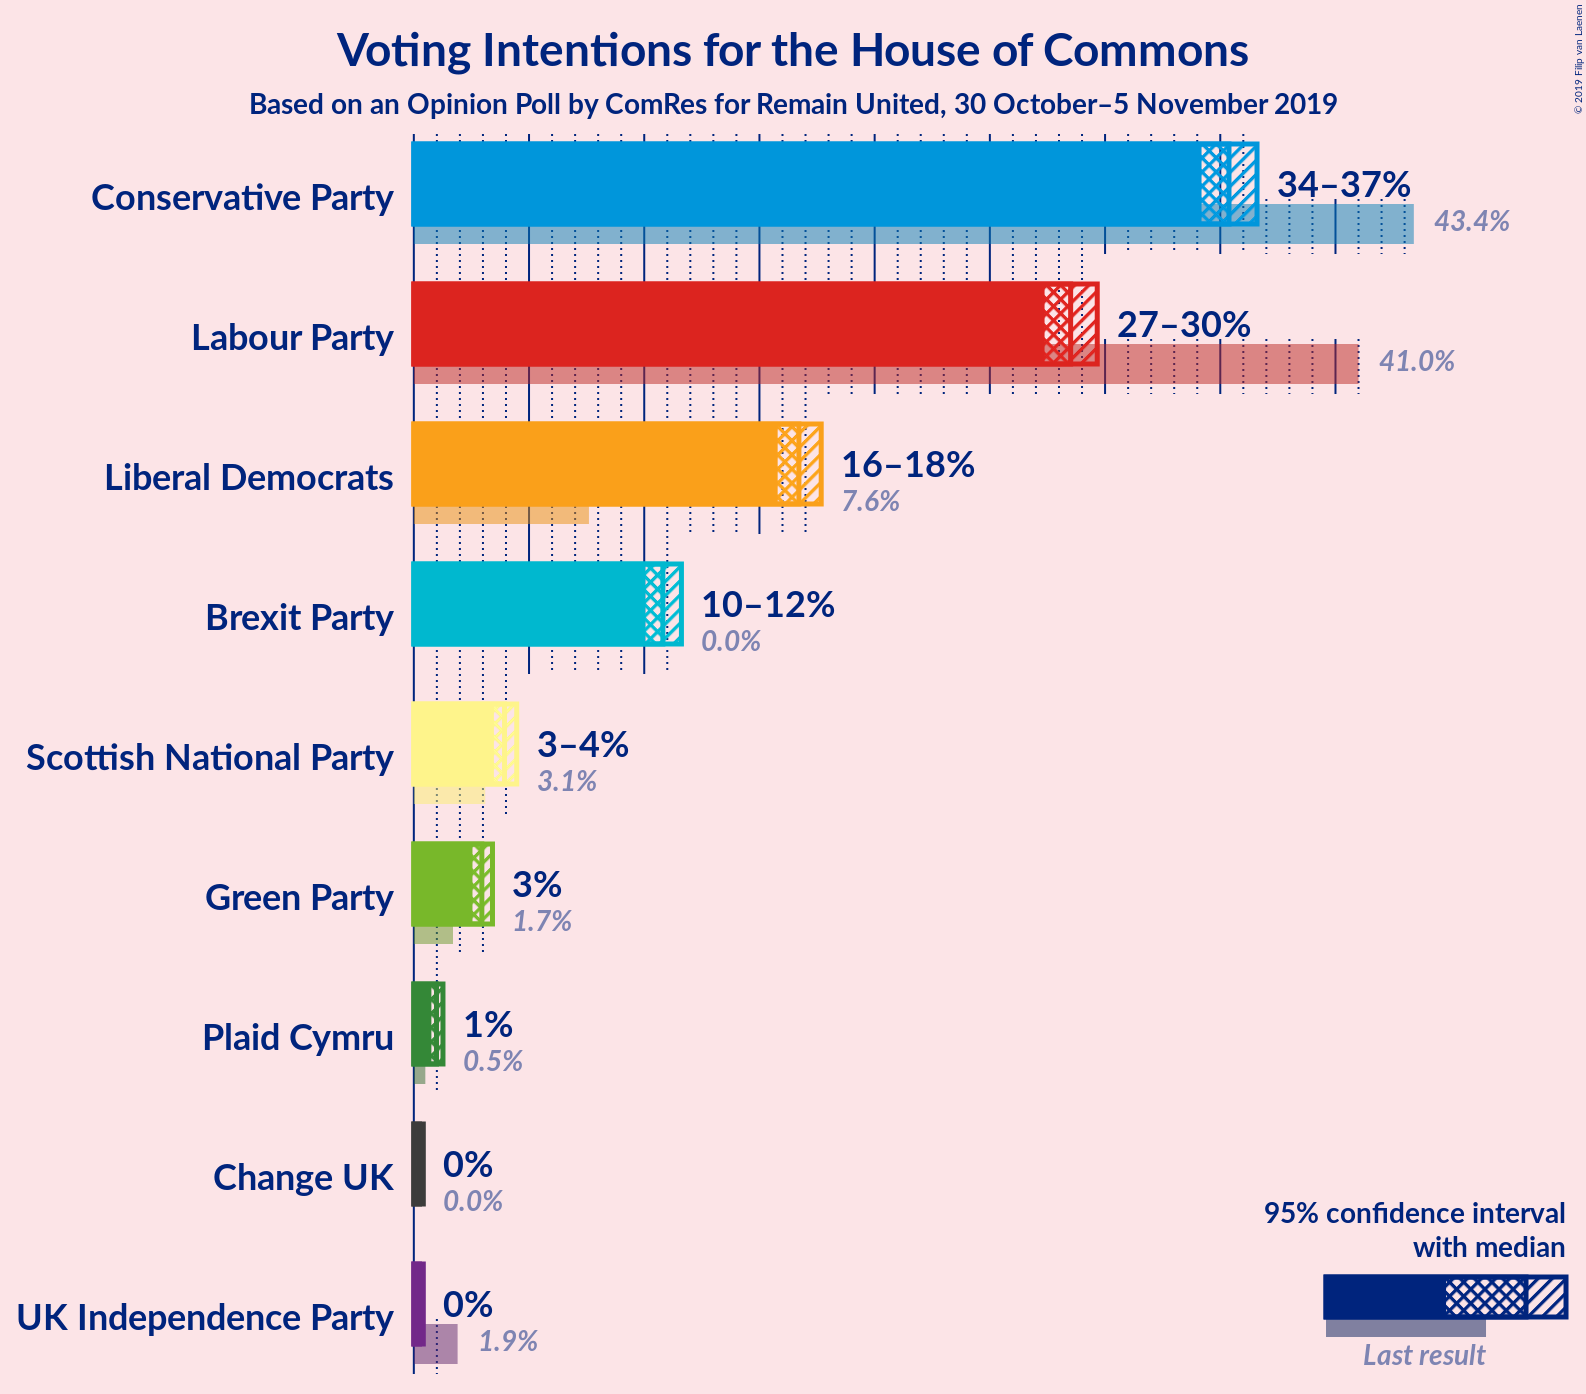 Voting Intentions for the House of Commons
Based on an Opinion Poll by ComRes for Remain United, 30 October–5 November 2019
© 2019 Filip van Laenen
Conservative Party
34–37%
43.4%
Labour Party
27–30%
41.0%
Liberal Democrats
16–18%
7.6%
Brexit Party
10–12%
0.0%
Scottish National Party
3–4%
3.1%
Green Party
3%
1.7%
Plaid Cymru
1%
0.5%
Change UK
0%
0.0%
UK Independence Party
0%
1.9%
95% confidence interval
with median
Last result